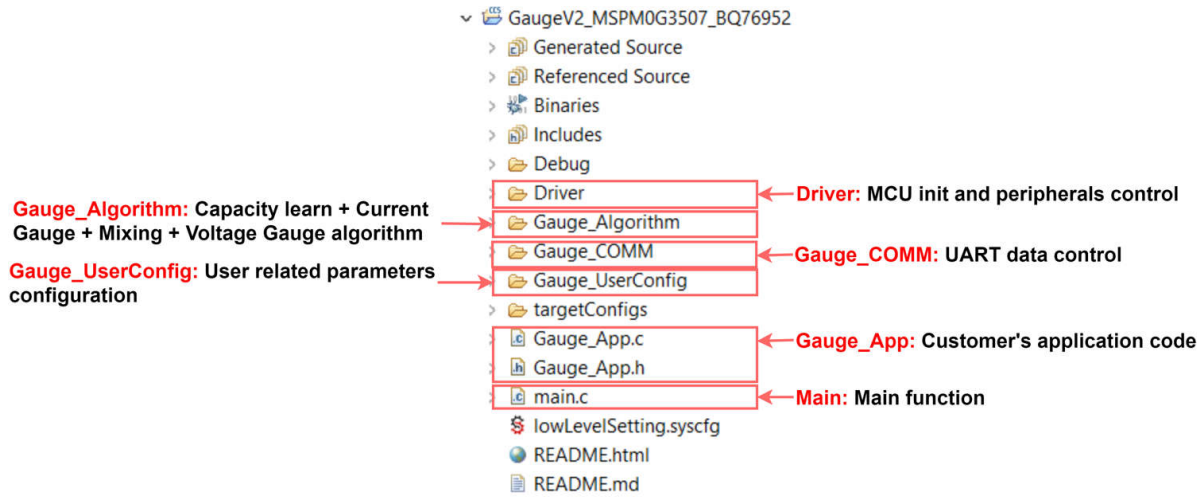 GaugeV2_MSPM0G3507_BQ76952
Generated Source
Referenced Source
Binaries
Includes
Debug
Driver
Gauge_Algorithm
Gauge_COMM
Gauge_UserConfig
targetConfigs
Gauge_App.c
Gauge_App.h
main.c
lowLevelSetting.syscfg
README.html
README.md
Gauge_Algorithm: Capacity learn + Current
Gauge + Mixing + Voltage Gauge algorithm
Gauge_UserConfig: User related parameters
configuration
Driver: MCU init and peripherals control
Gauge_COMM: UART data control
Gauge_App: Customer's application code
Main: Main function